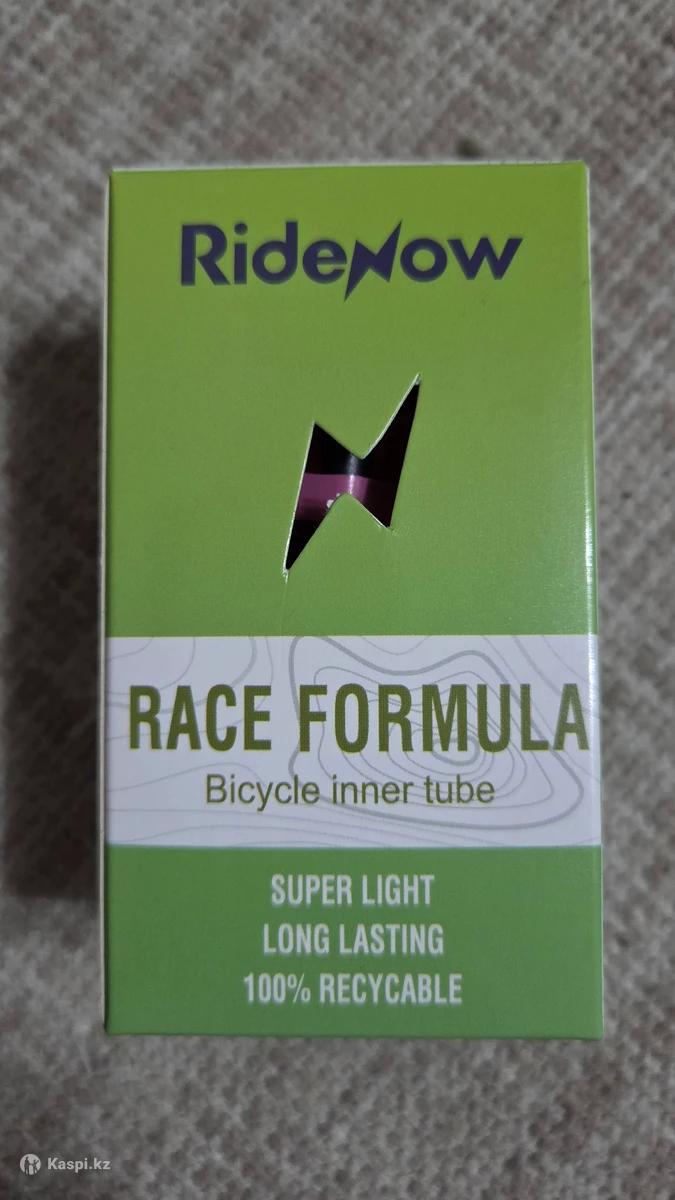 RideNow
RACE FORMULA
Bicycle inner tube
SUPER LIGHT
LONG LASTING
100% RECYCABLE
Kaspi.kz